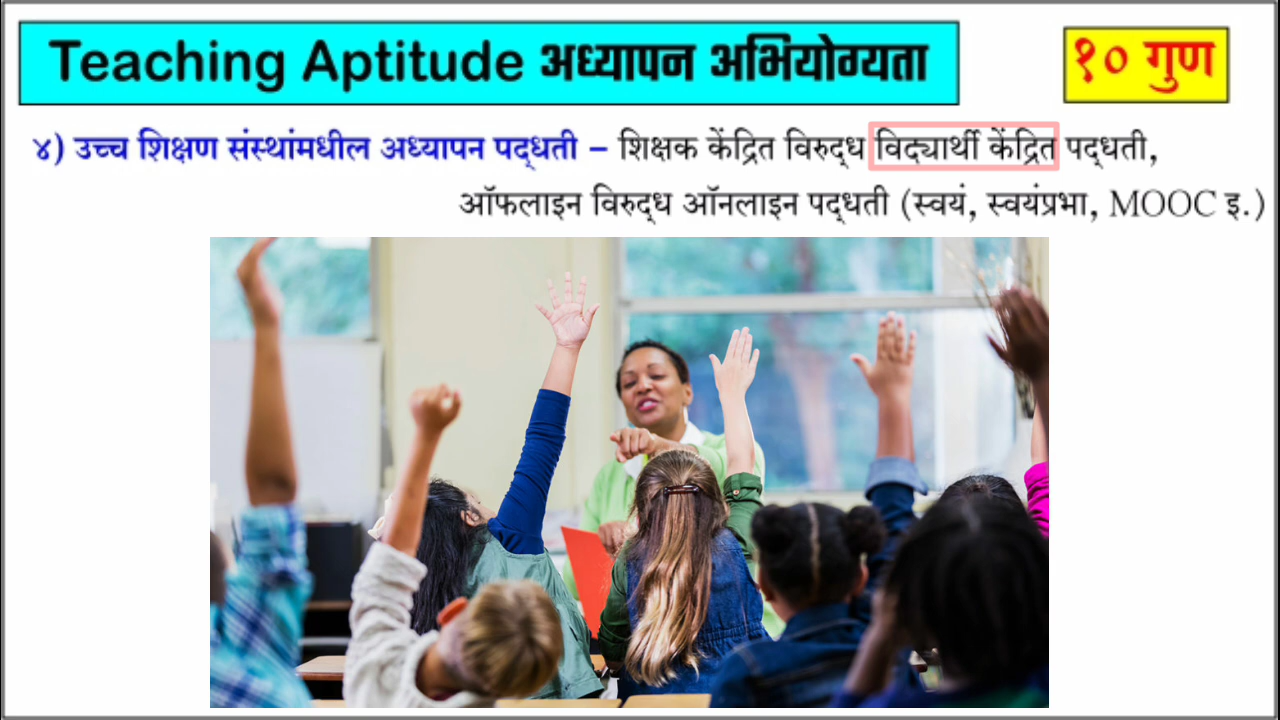 Teaching Aptitude अध्यापन अभियोग्यता
१० गुण
४) उच्च शिक्षण संस्थांमधील अध्यापन पद्धती – शिक्षक केंद्रित विरुद्ध विद्यार्थी केंद्रित पद्धती,
ऑफलाइन विरुद्ध ऑनलाइन पद्धती (स्वयं, स्वयंप्रभा, MOOC इ.)